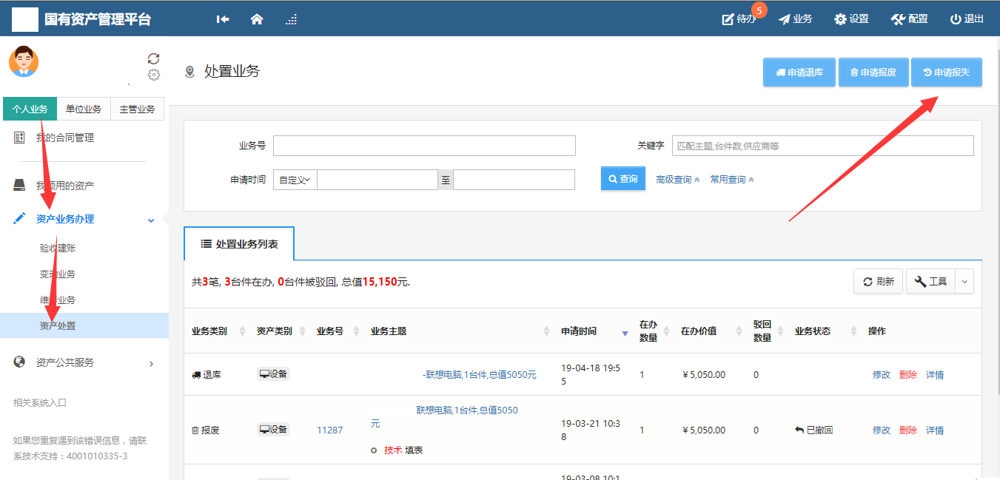 国有资产管理平台
待办
5
业务
设置
配置
退出
处置业务
申请退库
申请报废
申请报失
个人业务
单位业务
主管业务
我的合同管理
我领用的资产
资产业务办理
验收建账
变动业务
业务
资产处置
资产公共服务
相关系统入口
如果您重复遇到该错误信息，请联
系技术支持：4001010335-3
业务号
关键字
匹配主题,台件数,供应商等
申请时间
自定义
至
查询
高级查询
常用查询
处置业务列表
共3笔, 3台件在办, 0台件被驳回, 总值15,150元.
刷新
工具
业务类别
资产类别
业务号
业务主题
申请时间
在办
数量
在办价值
驳回
数量
业务状态
操作
退库
设备
-联想电脑,1台件,总值5050元
19-04-18 19:5
5
1
￥5,050.00
0
修改
删除
详情
报废
设备
11287
联想电脑,1台件,总值5050
元
技术 填表
19-03-21 10:3
8
1
￥5,050.00
0
已撤回
修改
删除
详情
19-03-08 10:1